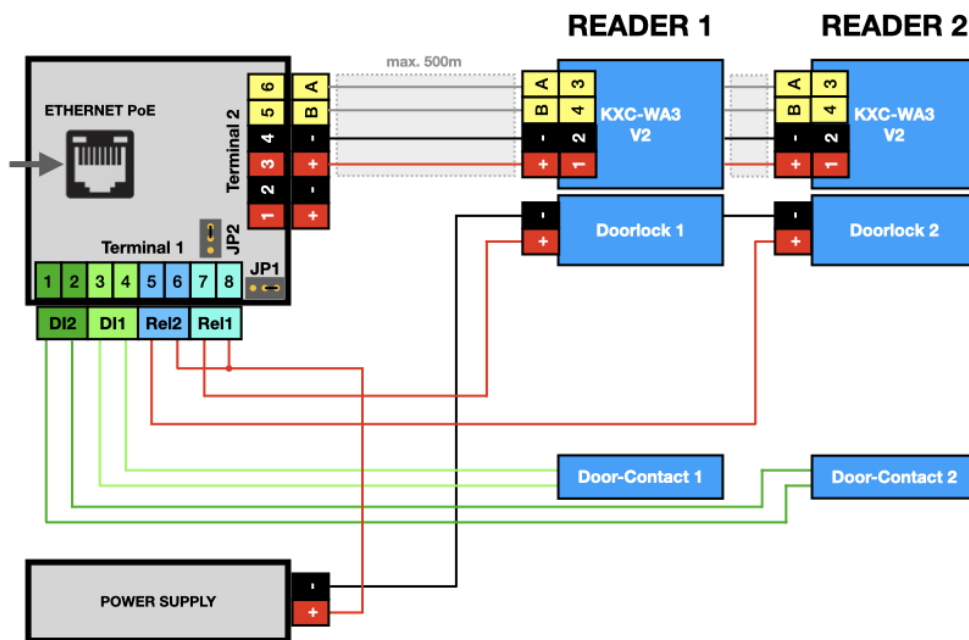 READER 1
READER 2
max. 500m
ETHERNET PoE
Terminal 2
6 A
5 B
4 -
3 +
2 -
1 +
A 3
B 4
- 2
+ 1
KXC-WA3
V2
A 3
B 4
- 2
+ 1
KXC-WA3
V2
JP2
Terminal 1
JP1
1 2 3 4 5 6 7 8
DI2 DI1 Rel2 Rel1
-
+
Doorlock 1
-
+
Doorlock 2
Door-Contact 1
Door-Contact 2
POWER SUPPLY
-
+